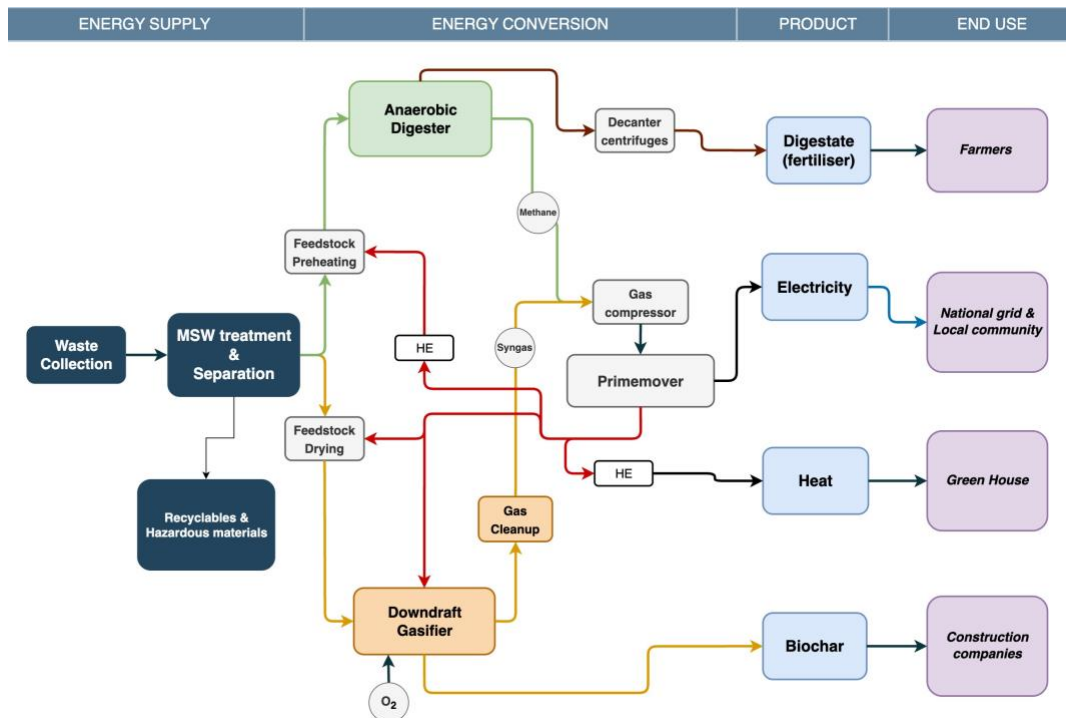 ENERGY SUPPLY
ENERGY CONVERSION
PRODUCT
END USE
Anaerobic
Digester
Decanter
centrifuges
Digestate
(fertiliser)
Farmers
Methane
Feedstock
Preheating
Gas
compressor
Electricity
National grid &
Local community
Waste
Collection
MSW treatment
&
Separation
HE
Syngas
Primemover
Feedstock
Drying
HE
Heat
Green House
Recyclables &
Hazardous materials
Gas
Cleanup
Downdraft
Gasifier
Biochar
Construction
companies
O2